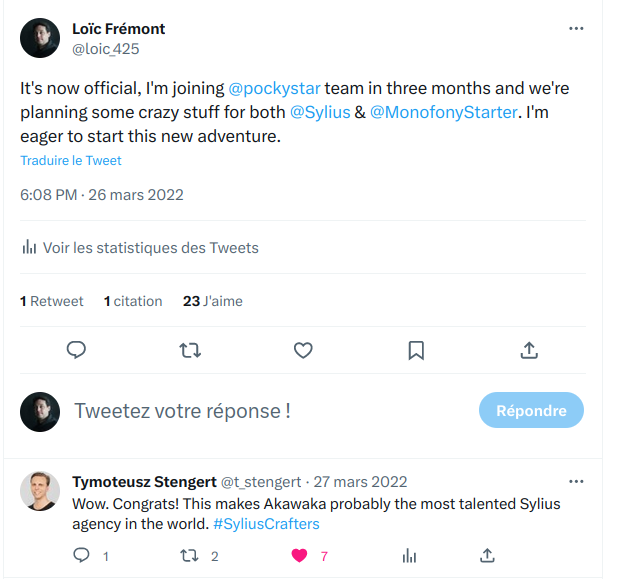 Loïc Frémont
@loic_425
It's now official, I'm joining @pockystar team in three months and we're
planning some crazy stuff for both @Sylius & @MonofonyStarter. I'm
eager to start this new adventure.
Traduire le Tweet
6:08 PM · 26 mars 2022
Voir les statistiques des Tweets
1 Retweet 1 citation 23 J'aime
Tweetez votre réponse !
Répondre
Tymoteusz Stengert @t_stengert · 27 mars 2022
Wow. Congrats! This makes Akawaka probably the most talented Sylius
agency in the world. #SyliusCrafters
1 2 7